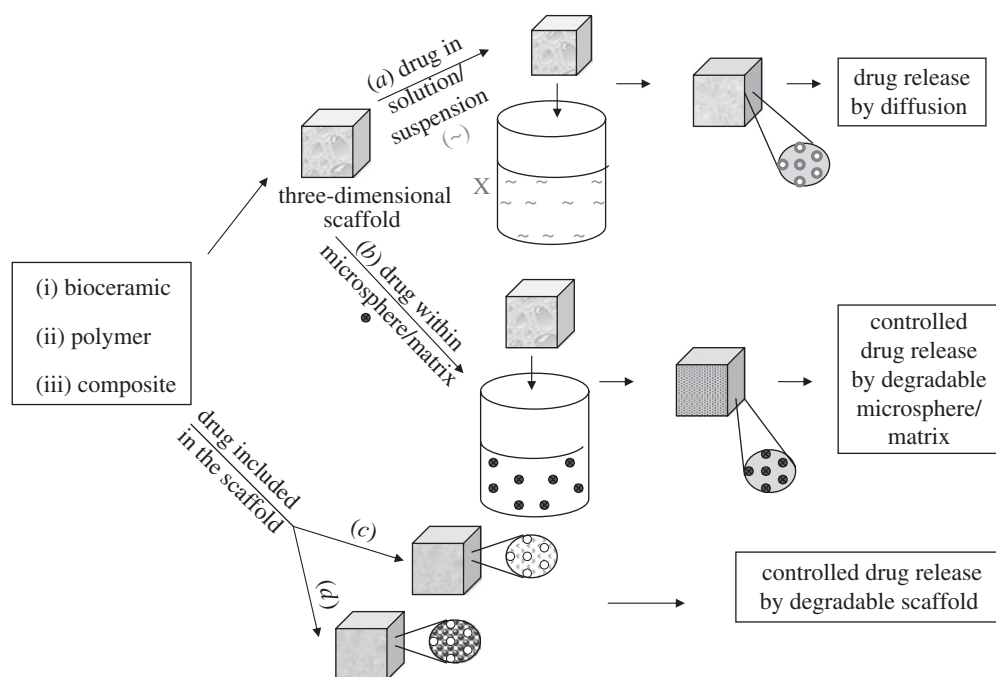 (a) drug in
solution/
suspension
(~)
three-dimensional
scaffold
X
drug release
by diffusion
(i) bioceramic
(ii) polymer
(iii) composite
(b) drug within
microsphere/matrix
controlled
drug release
by degradable
microsphere/
matrix
drug included
in the scaffold
(c)
(d)
controlled drug release
by degradable scaffold